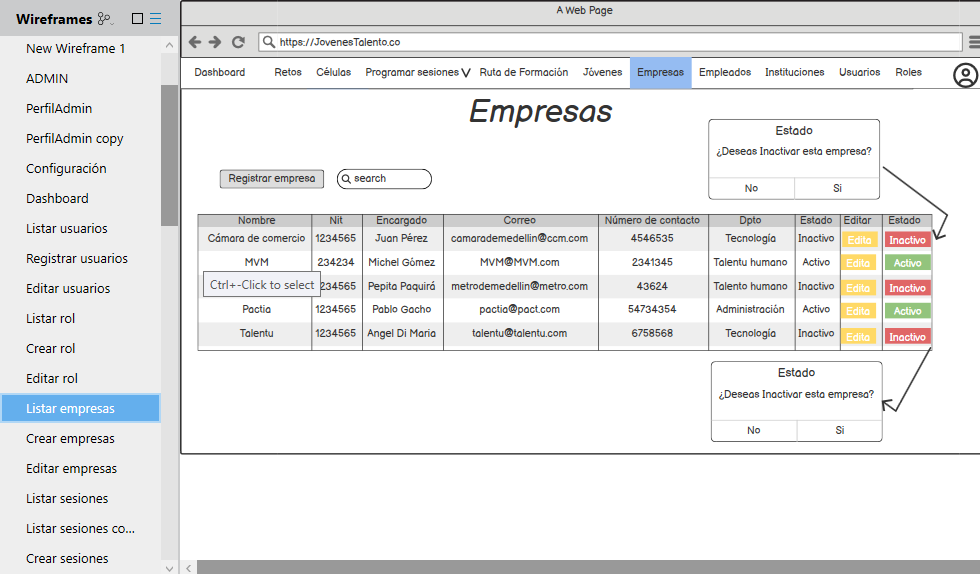 Wireframes
New Wireframe 1
ADMIN
PerfilAdmin
PerfilAdmin copy
Configuración
Dashboard
Listar usuarios
Registrar usuarios
Editar usuarios
Listar rol
Crear rol
Editar rol
Listar empresas
Crear empresas
Editar empresas
Listar sesiones
Listar sesiones co...
Crear sesiones
A Web Page
https://JovenesTalento.co
Dashboard Retos Células Programar sesiones Ruta de Formación Jóvenes Empresas Empleados Instituciones Usuarios Roles
Empresas
Estado
¿Deseas Inactivar esta empresa?
No Si
Registrar empresa search
Nombre Nit Encargado Correo Número de contacto Dpto Estado Editar Estado
Cámara de comercio 1234565 Juan Pérez camarademedellin@ccm.com 4546535 Tecnología Inactivo Edita Inactivo
MVM 234234 Michel Gómez MVM@MVM.com 2341345 Talentu humano Activo Edita Activo
Ctrl+-Click to select 1234565 Pepita Paquiró metrodemedellin@metro.com 43624 Talento humano Inactivo Edita Inactivo
Pactia 1234565 Pablo Gacho pactia@pact.com 54734354 Administración Activo Edita Activo
Talentu 1234565 Angel Di Maria talentu@talentu.com 6758568 Tecnología Inactivo Edita Inactivo
Estado
¿Deseas Inactivar esta empresa?
No Si